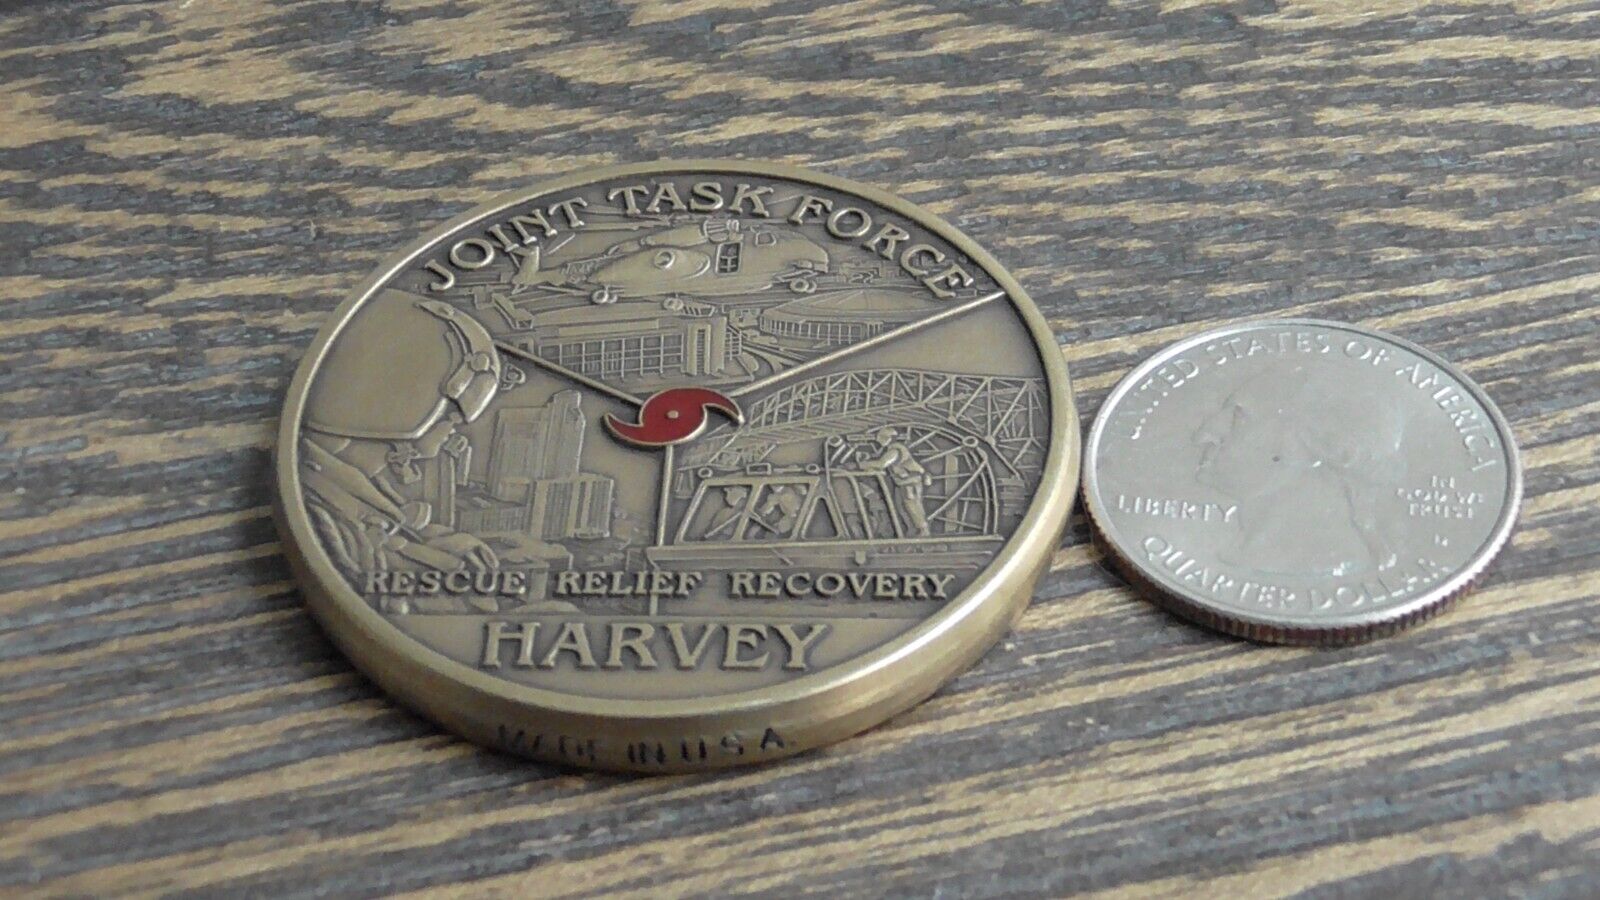 JOINT TASK FORCE
RESCUE RELIEF RECOVERY
HARVEY
MADE IN U.S.A.
UNITED STATES OF AMERICA
LIBERTY
IN
GOD WE
TRUST
QUARTER DOLLAR